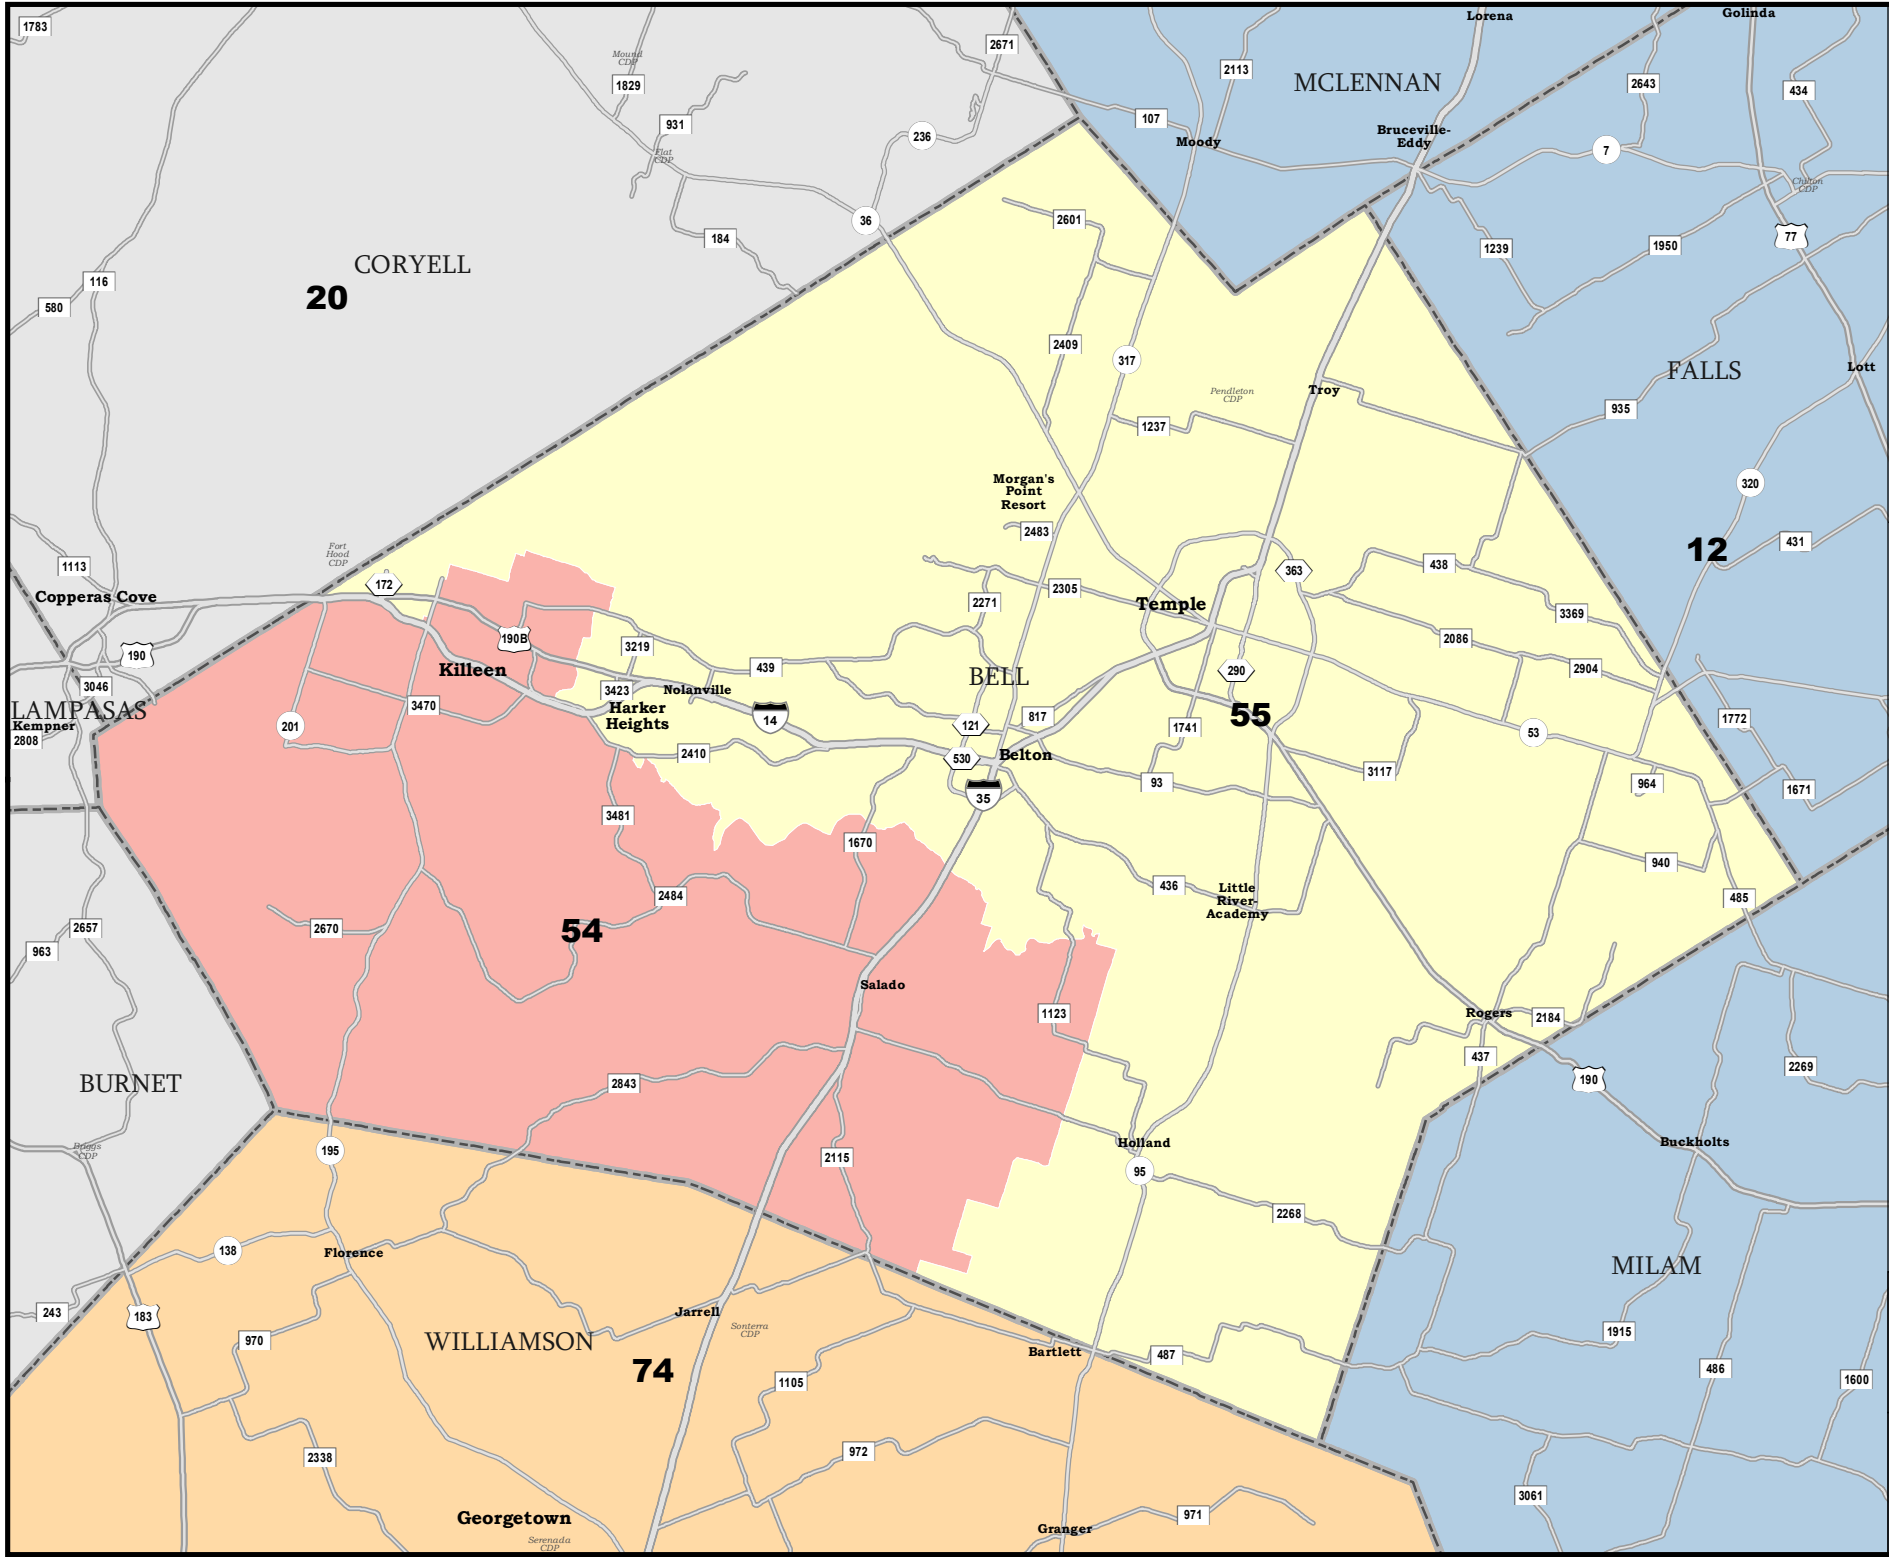 1783
Mound
CDP
1829
2671
Lorena
Golinda
2113
MCLENNAN
2643
434
931
107
Bruceville-
Eddy
236
Moody
7
Flat
CDP
Chilton
CDP
36
2601
184
1239
1950
77
CORYELL
116
20
580
2409
317
FALLS
Lott
Pendleton
CDP
Troy
935
1237
Morgan's
Point
Resort
320
2483
12
431
Fort
Hood
CDP
1113
172
363
438
Copperas Cove
2305
Temple
2271
3369
190B
2086
190
3219
439
290
2904
Killeen
BELL
3046
3423
Nolanville
LAMPASAS
3470
Harker
Heights
14
817
55
1772
Kempner
2808
201
121
1741
53
2410
530
Belton
3117
93
964
1671
35
3481
1670
940
2484
436
Little
River-
Academy
485
2670
54
2657
963
Salado
1123
Rogers
2184
437
2269
BURNET
2843
190
Buckholts
Holland
Briggs
CDP
195
2115
95
2268
138
Florence
MILAM
243
183
Jarrell
Sonterra
CDP
970
WILLIAMSON
1915
Bartlett
487
74
486
1105
1600
972
2338
3061
Georgetown
971
Granger
Serenada
CDP